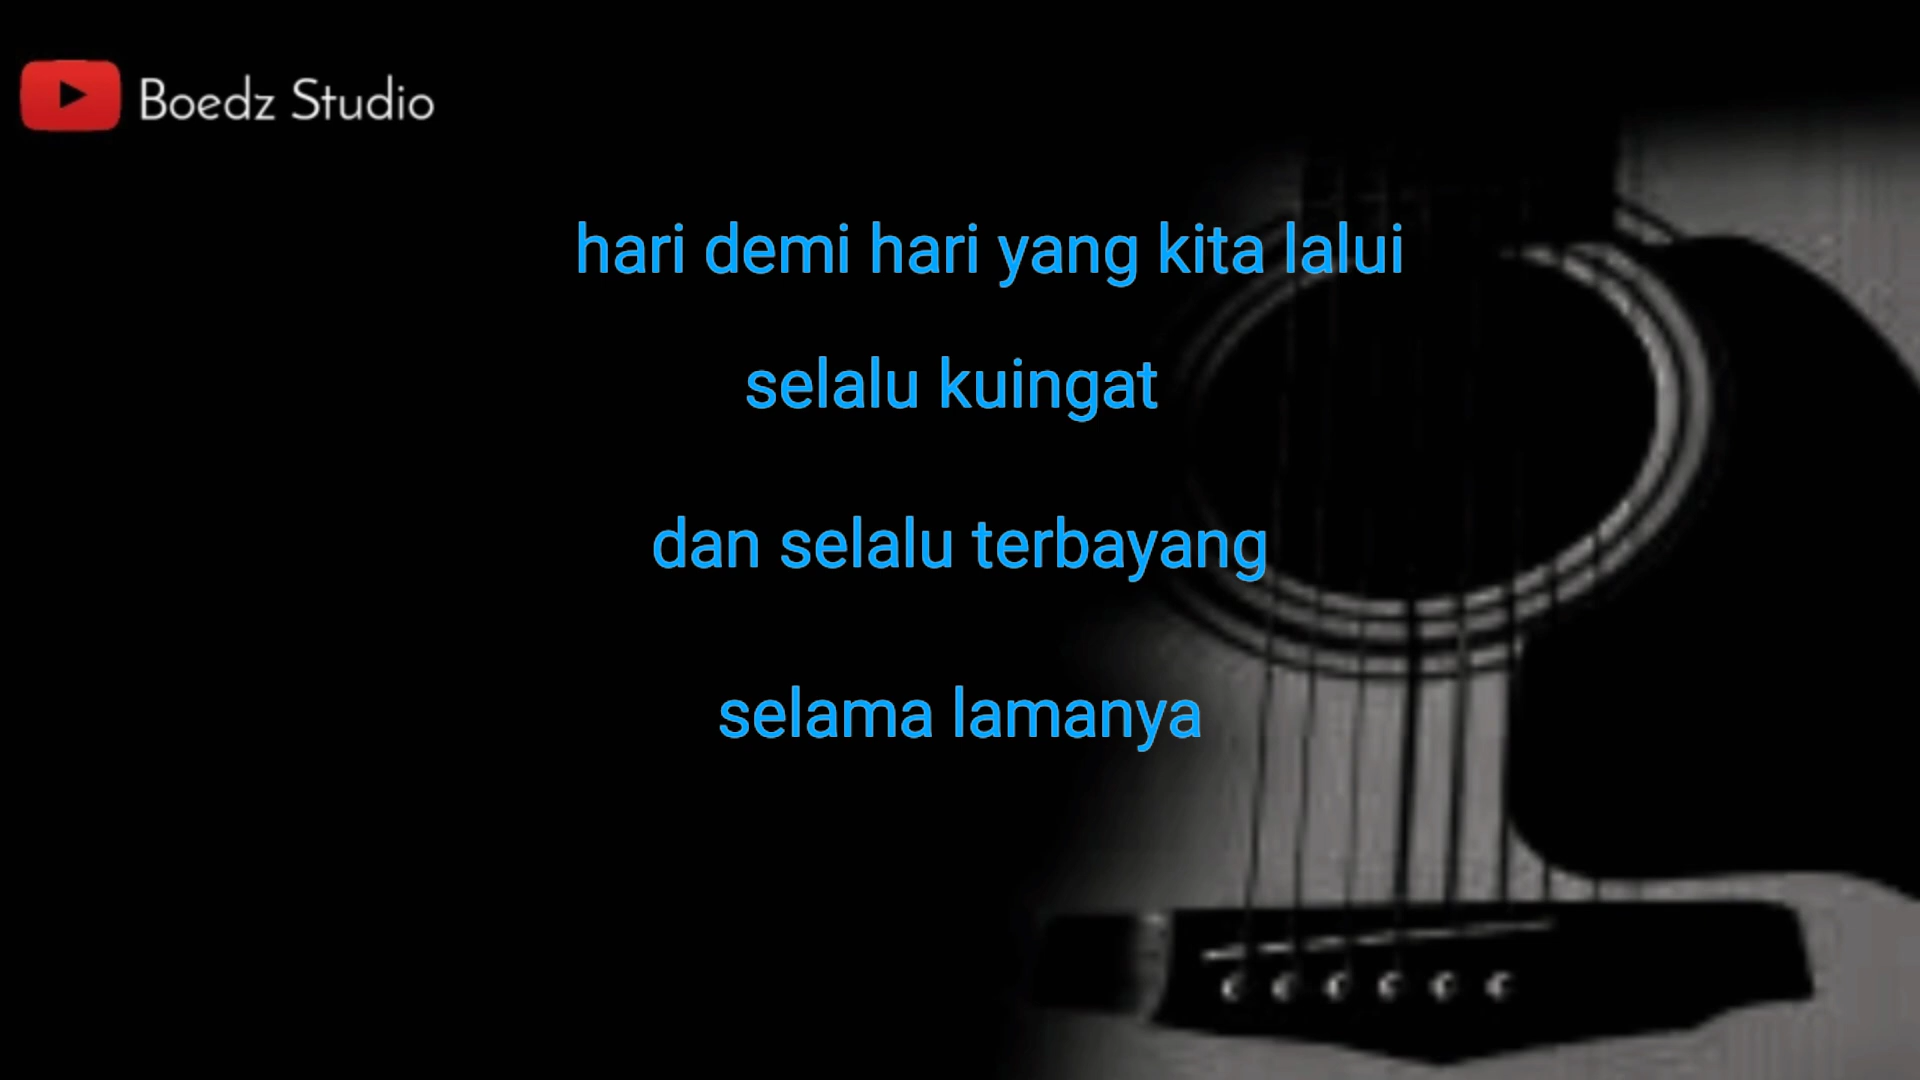 Boedz Studio
hari demi hari yang kita lalui
selalu kuingat
dan selalu terbayang
selama lamanya